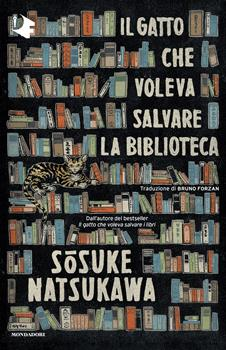 IL GATTO
CHE
VOLEVA
SALVARE
LA BIBLIOTECA
Traduzione di BRUNO FORZAN
Dall'autore del bestseller
Il gatto che voleva salvare i libri
SŌSUKE
NATSUKAWA
MONDADORI